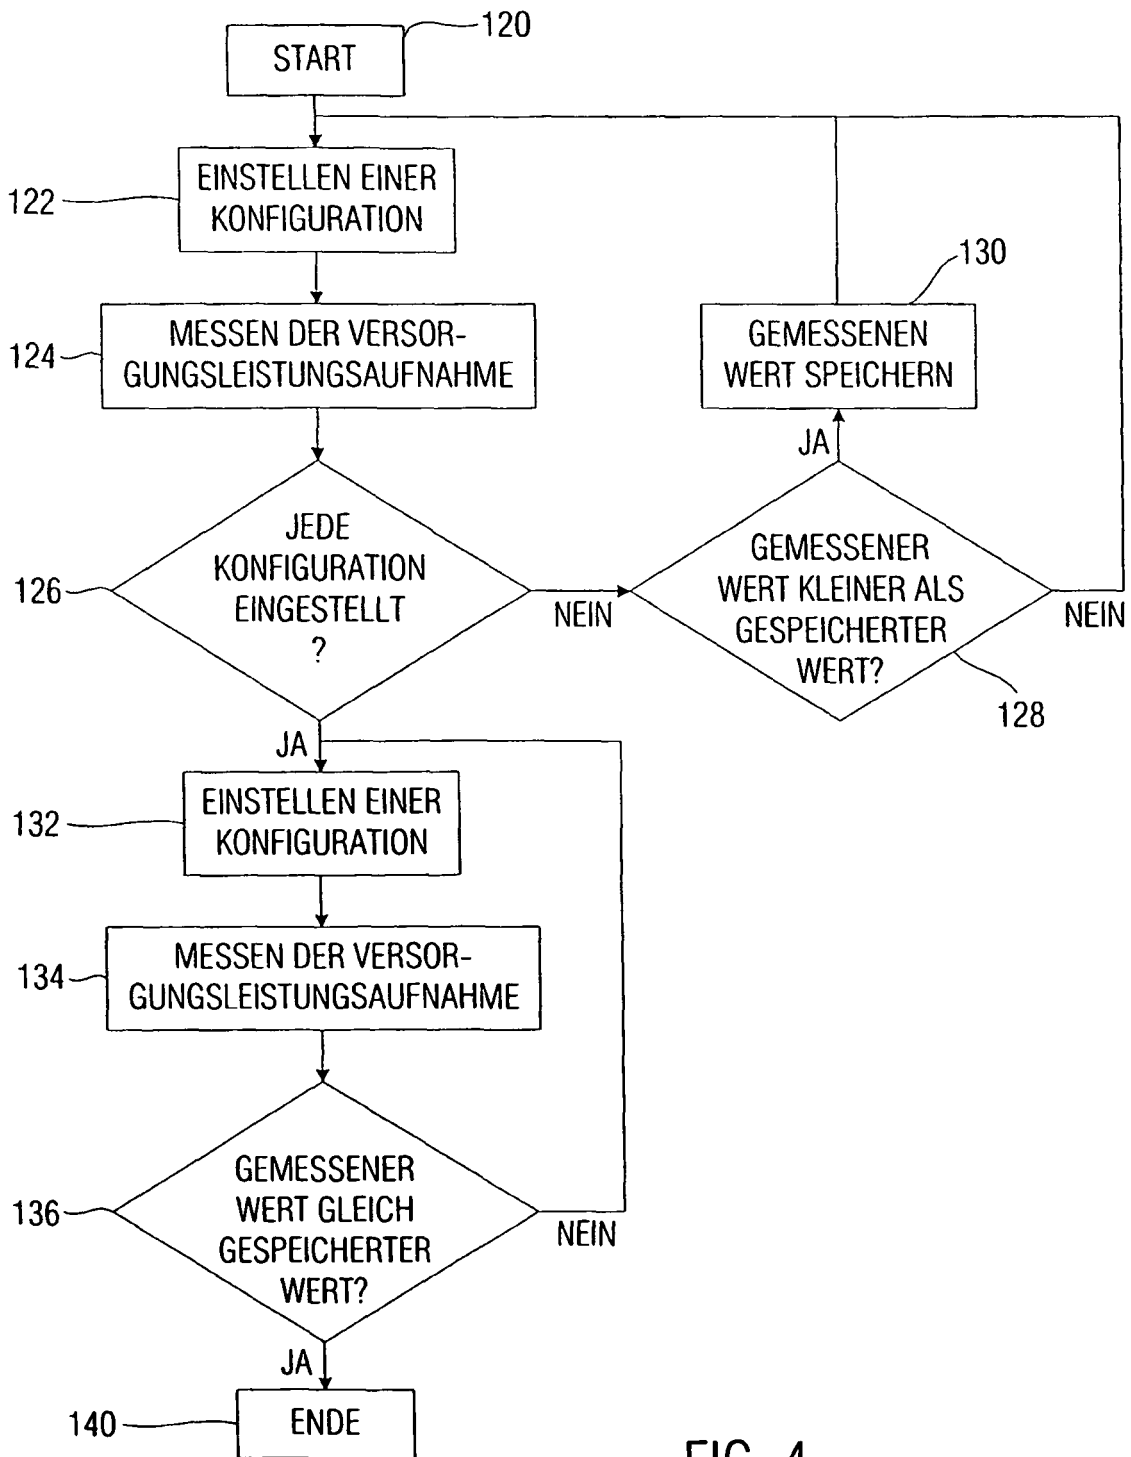 120
START
122
EINSTELLEN EINER
KONFIGURATION
130
124
MESSEN DER VERSOR-
GUNGSLEISTUNGSAUFNAHME
GEMESSENEN
WERT SPEICHERN
JA
126
JEDE
KONFIGURATION
EINGESTELLT
?
NEIN
GEMESSENER
WERT KLEINER ALS
GESPEICHERTER
WERT?
NEIN
128
JA
132
EINSTELLEN EINER
KONFIGURATION
134
MESSEN DER VERSOR-
GUNGSLEISTUNGSAUFNAHME
136
GEMESSENER
WERT GLEICH
GESPEICHERTER
WERT?
NEIN
JA
140
ENDE
FIG. 4